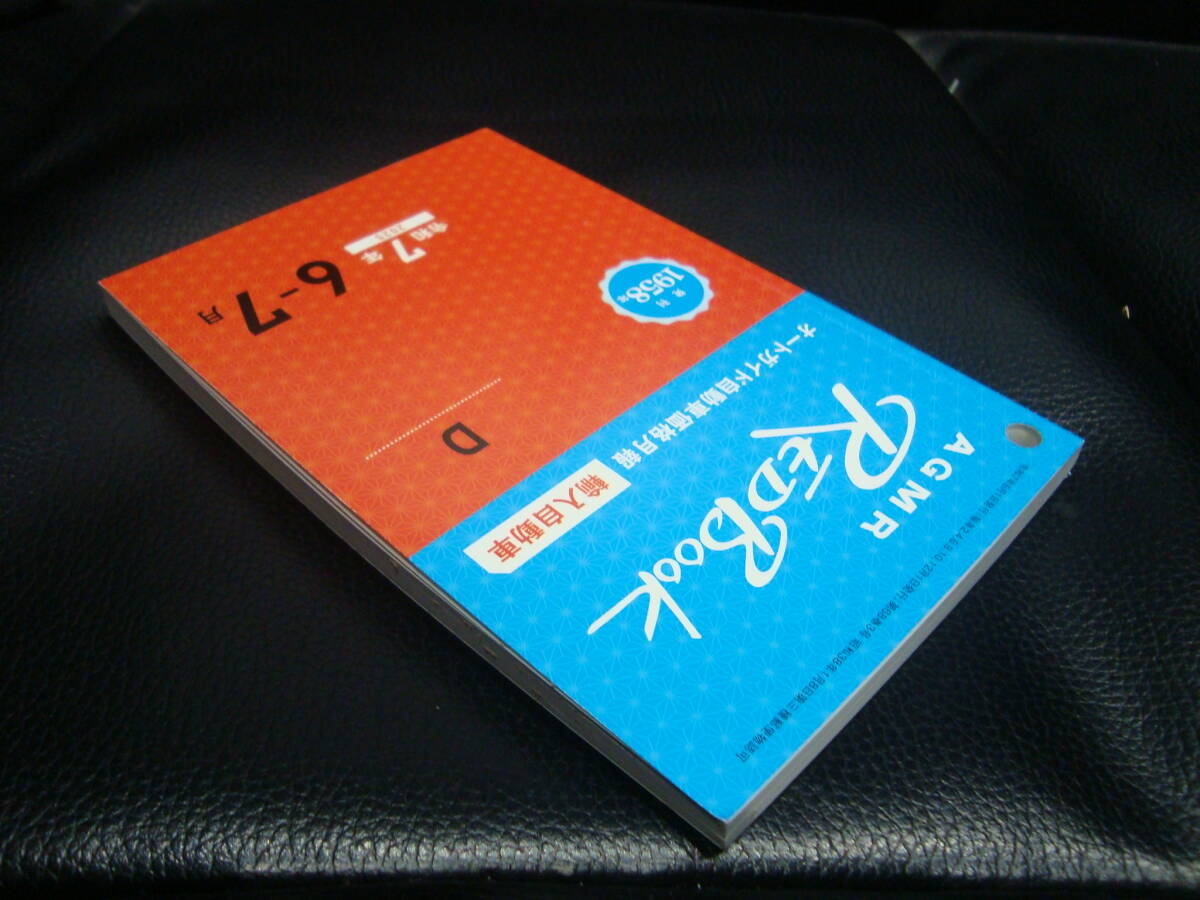 AGMR
RedBook
オートガイド自動車価格月報
輸入自動車
発刊
1958年
令和7年
2025
6-7月
D